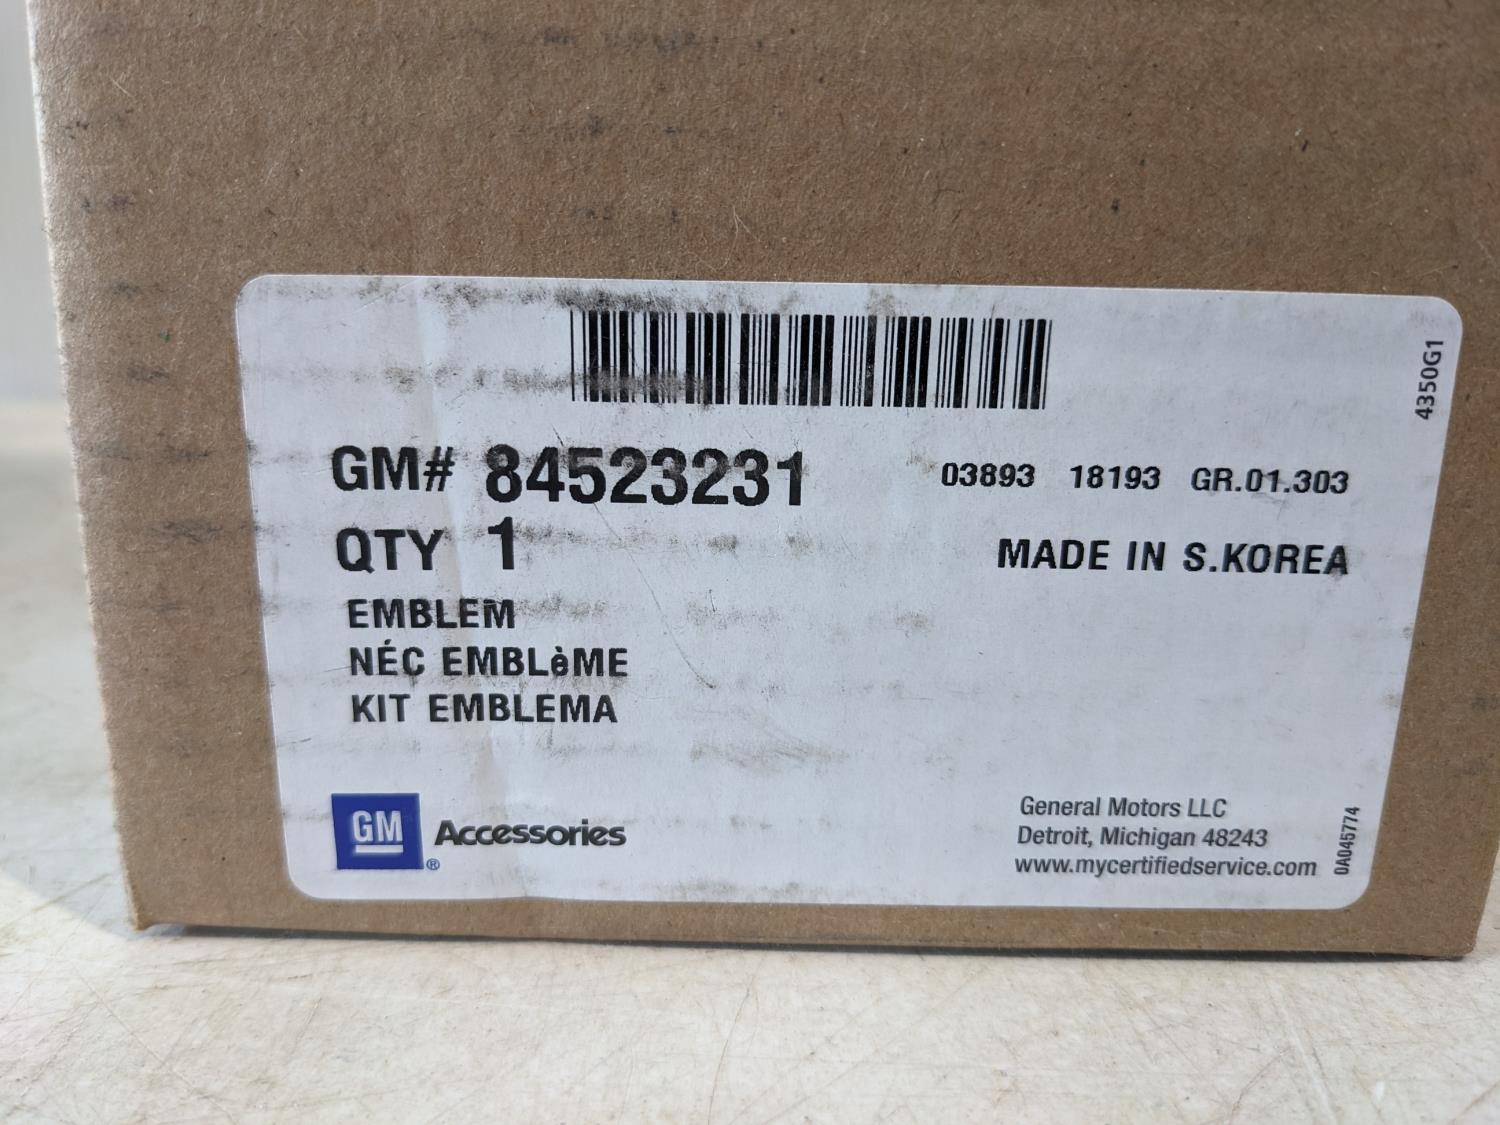 4350G1
GM# 84523231
03893 18193 GR.01.303
QTY 1
MADE IN S.KOREA
EMBLEM
NÉC EMBLèME
KIT EMBLEMA
GM ® Accessories
General Motors LLC
Detroit, Michigan 48243
www.mycertifiedservice.com
0A045774